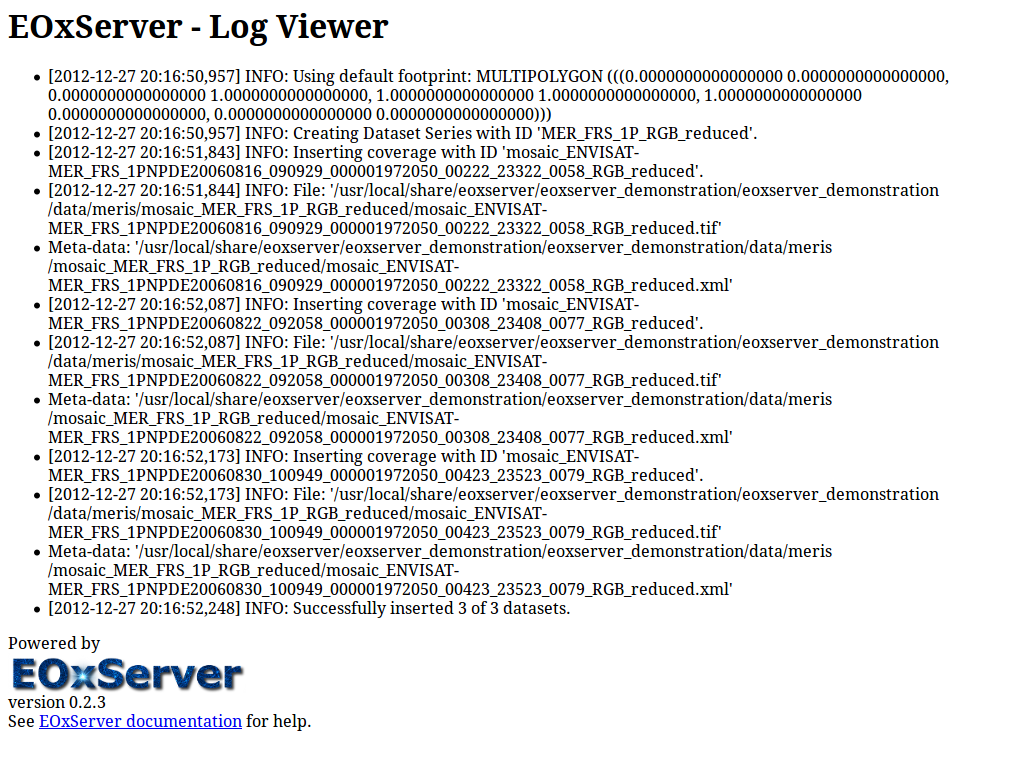 EOxServer - Log Viewer
[2012-12-27 20:16:50,957] INFO: Using default footprint: MULTIPOLYGON (((0.0000000000000000 0.0000000000000000,
0.0000000000000000 1.0000000000000000, 1.0000000000000000 1.0000000000000000, 1.0000000000000000
0.0000000000000000, 0.0000000000000000 0.0000000000000000)))
[2012-12-27 20:16:50,957] INFO: Creating Dataset Series with ID 'MER_FRS_1P_RGB_reduced'.
[2012-12-27 20:16:51,843] INFO: Inserting coverage with ID 'mosaic_ENVISAT-
MER_FRS_1PNPDE20060816_090929_000001972050_00222_23322_0058_RGB_reduced'.
[2012-12-27 20:16:51,844] INFO: File: '/usr/local/share/eoxserver/eoxserver_demonstration/eoxserver_demonstration
/data/meris/mosaic_MER_FRS_1P_RGB_reduced/mosaic_ENVISAT-
MER_FRS_1PNPDE20060816_090929_000001972050_00222_23322_0058_RGB_reduced.tif'
Meta-data: '/usr/local/share/eoxserver/eoxserver_demonstration/eoxserver_demonstration/data/meris
/mosaic_MER_FRS_1P_RGB_reduced/mosaic_ENVISAT-
MER_FRS_1PNPDE20060816_090929_000001972050_00222_23322_0058_RGB_reduced.xml'
[2012-12-27 20:16:52,087] INFO: Inserting coverage with ID 'mosaic_ENVISAT-
MER_FRS_1PNPDE20060822_092058_000001972050_00308_23408_0077_RGB_reduced'.
[2012-12-27 20:16:52,087] INFO: File: '/usr/local/share/eoxserver/eoxserver_demonstration/eoxserver_demonstration
/data/meris/mosaic_MER_FRS_1P_RGB_reduced/mosaic_ENVISAT-
MER_FRS_1PNPDE20060822_092058_000001972050_00308_23408_0077_RGB_reduced.tif'
Meta-data: '/usr/local/share/eoxserver/eoxserver_demonstration/eoxserver_demonstration/data/meris
/mosaic_MER_FRS_1P_RGB_reduced/mosaic_ENVISAT-
MER_FRS_1PNPDE20060822_092058_000001972050_00308_23408_0077_RGB_reduced.xml'
[2012-12-27 20:16:52,173] INFO: Inserting coverage with ID 'mosaic_ENVISAT-
MER_FRS_1PNPDE20060830_100949_000001972050_00423_23523_0079_RGB_reduced'.
[2012-12-27 20:16:52,173] INFO: File: '/usr/local/share/eoxserver/eoxserver_demonstration/eoxserver_demonstration
/data/meris/mosaic_MER_FRS_1P_RGB_reduced/mosaic_ENVISAT-
MER_FRS_1PNPDE20060830_100949_000001972050_00423_23523_0079_RGB_reduced.tif'
Meta-data: '/usr/local/share/eoxserver/eoxserver_demonstration/eoxserver_demonstration/data/meris
/mosaic_MER_FRS_1P_RGB_reduced/mosaic_ENVISAT-
MER_FRS_1PNPDE20060830_100949_000001972050_00423_23523_0079_RGB_reduced.xml'
[2012-12-27 20:16:52,248] INFO: Successfully inserted 3 of 3 datasets.
Powered by
EOxServer
version 0.2.3
See EOxServer documentation for help.